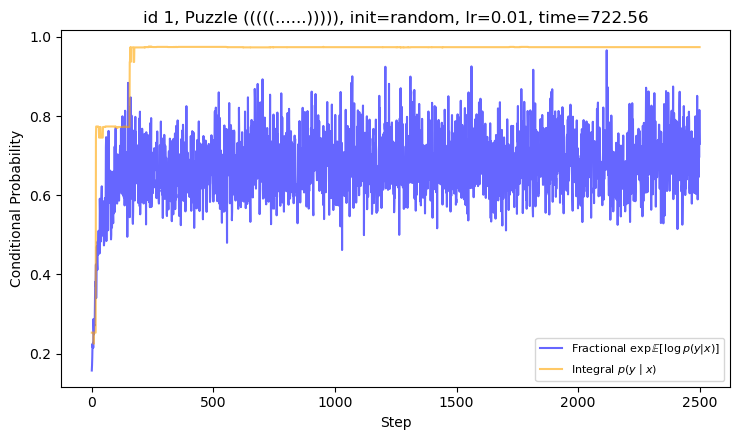 id 1, Puzzle (((((......))))), init=random, lr=0.01, time=722.56
Conditional Probability
1.0
0.8
0.6
0.4
0.2
0
500
1000
1500
2000
2500
Step
Fractional exp𝔼[log p(y|x)]
Integral p(y | x)